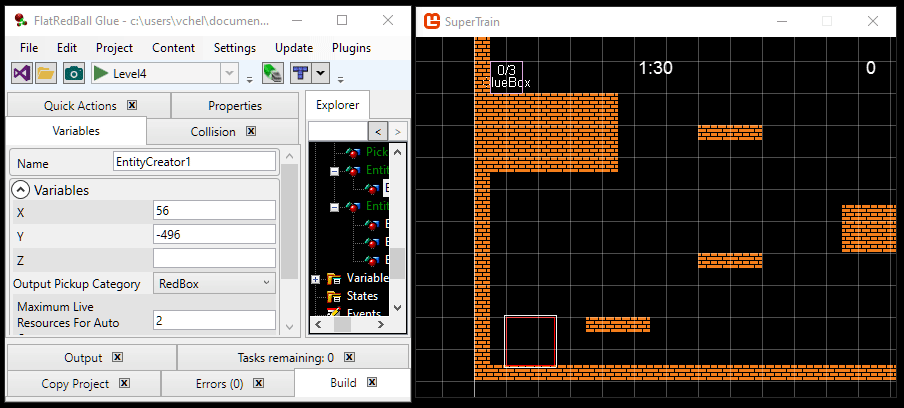 FlatRedBall Glue - c:\users\vchel\documen...
File Edit Project Content Settings Update Plugins
Level4
Quick Actions
Properties
Variables
Collision
Name EntityCreator1
Variables
X 56
Y -496
Z
Output Pickup Category RedBox
Maximum Live
Resources For Auto
2
Explorer
< >
Pick
Entit
E
Entit
E
E
E
Variable
States
Events
Output
Tasks remaining: 0
Copy Project
Errors (0)
Build
SuperTrain
0/3
lueBox
1:30
0